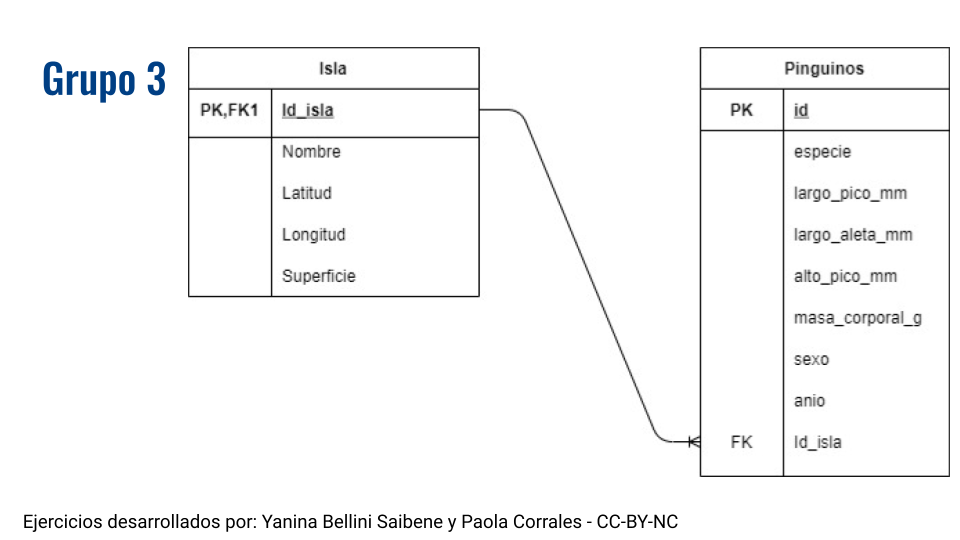 Grupo 3
Isla
PK,FK1 Id_isla
Nombre
Latitud
Longitud
Superficie
Pinguinos
PK id
especie
largo_pico_mm
largo_aleta_mm
alto_pico_mm
masa_corporal_g
sexo
anio
FK Id_isla
Ejercicios desarrollados por: Yanina Bellini Saibene y Paola Corrales - CC-BY-NC